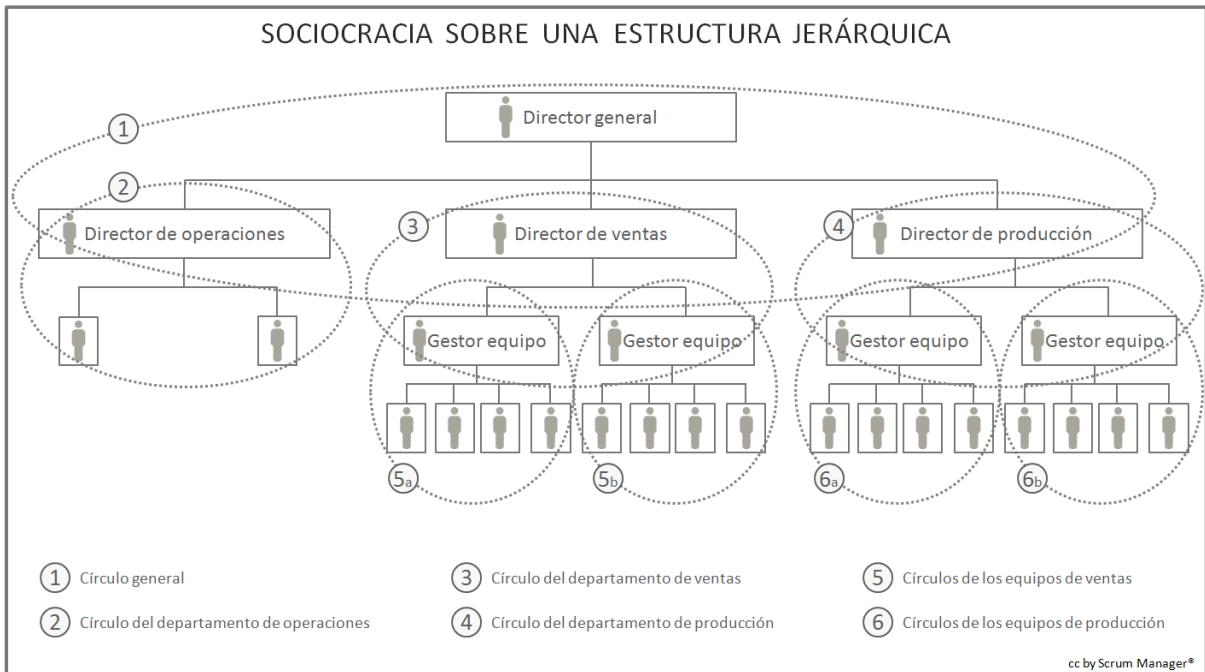 SOCIOCRACIA SOBRE UNA ESTRUCTURA JERÁRQUICA
Director general
1
2
Director de operaciones
3
Director de ventas
4
Director de producción
Gestor equipo
Gestor equipo
Gestor equipo
Gestor equipo
5a
5b
6a
6b
1 Círculo general
3 Círculo del departamento de ventas
5 Círculos de los equipos de ventas
2 Círculo del departamento de operaciones
4 Círculo del departamento de producción
6 Círculos de los equipos de producción
cc by Scrum Manager®